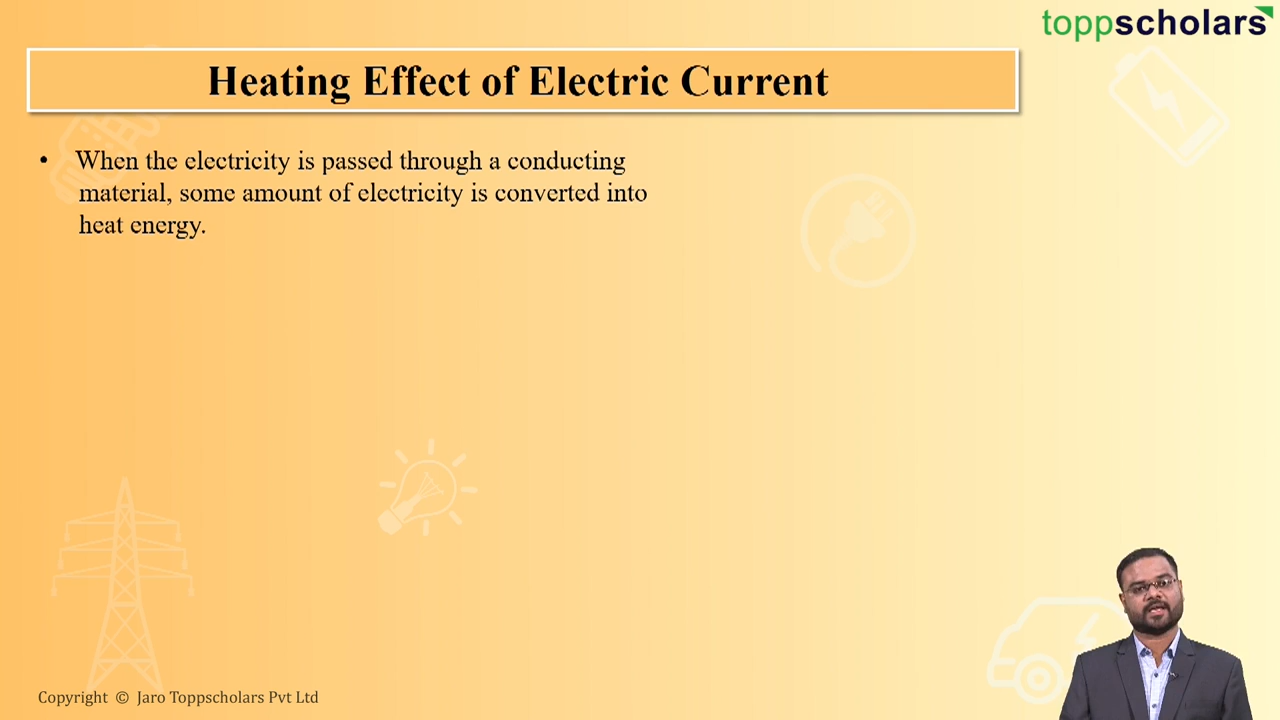 toppscholars
Heating Effect of Electric Current
• When the electricity is passed through a conducting
material, some amount of electricity is converted into
heat energy.
Copyright © Jaro Toppscholars Pvt Ltd